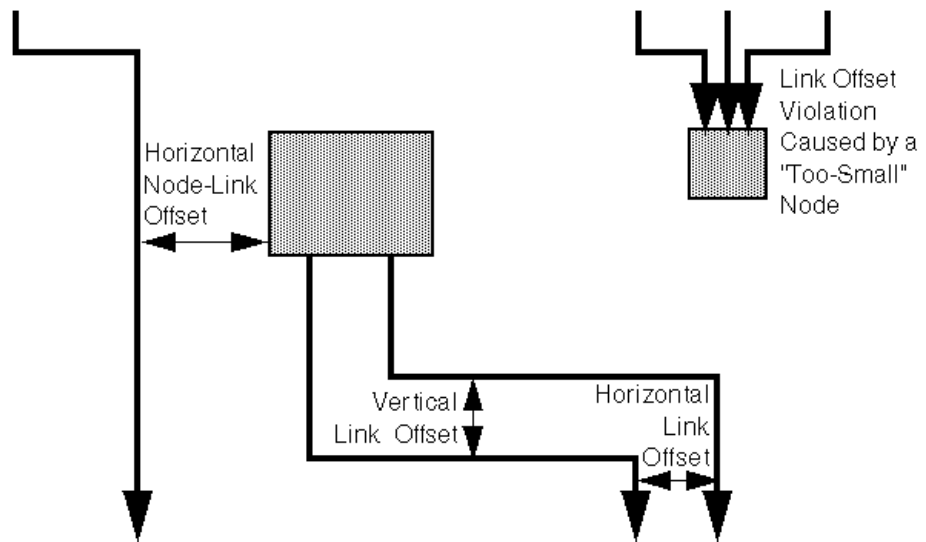 Link Offset
Violation
Caused by a
"Too-Small"
Node
Horizontal
Node-Link
Offset
Vertical
Link Offset
Horizontal
Link
Offset